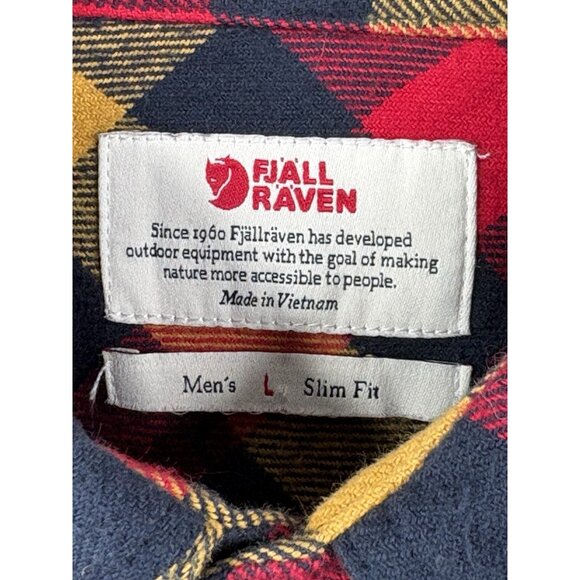 FJÄLL
RÄVEN
Since 1960 Fjällräven has developed
outdoor equipment with the goal of making
nature more accessible to people.
Made in Vietnam
Men´s L Slim Fit